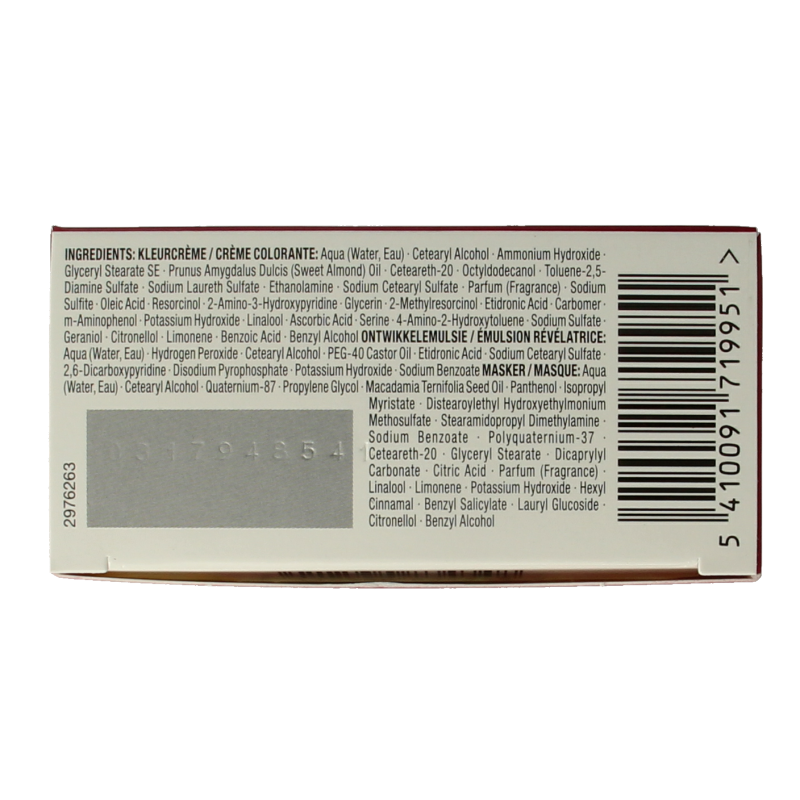 INGREDIENTS: KLEURCRÈME / CRÈME COLORANTE: Aqua (Water, Eau) · Cetearyl Alcohol · Ammonium Hydroxide ·
Glyceryl Stearate SE · Prunus Amygdalus Dulcis (Sweet Almond) Oil · Ceteareth-20 · Octyldodecanol · Toluene-2,5-
Diamine Sulfate · Sodium Laureth Sulfate · Ethanolamine · Sodium Cetearyl Sulfate · Parfum (Fragrance) · Sodium
Sulfite · Oleic Acid · Resorcinol · 2-Amino-3-Hydroxypyridine · Glycerin · 2-Methylresorcinol · Etidronic Acid · Carbomer ·
m-Aminophenol · Potassium Hydroxide · Linalool · Ascorbic Acid · Serine · 4-Amino-2-Hydroxytoluene · Sodium Sulfate ·
Geraniol · Citronellol · Limonene · Benzoic Acid · Benzyl Alcohol ONTWIKKELEMULSIE / ÉMULSION RÉVÉLATRICE:
Aqua (Water, Eau) · Hydrogen Peroxide · Cetearyl Alcohol · PEG-40 Castor Oil · Etidronic Acid · Sodium Cetearyl Sulfate ·
2,6-Dicarboxypyridine · Disodium Pyrophosphate · Potassium Hydroxide · Sodium Benzoate MASKER / MASQUE: Aqua
(Water, Eau) · Cetearyl Alcohol · Quaternium-87 · Propylene Glycol · Macadamia Ternifolia Seed Oil · Panthenol · Isopropyl
Myristate · Distearoylethyl Hydroxyethylmonium
Methosulfate · Stearamidopropyl Dimethylamine ·
Sodium Benzoate · Polyquaternium-37 ·
Ceteareth-20 · Glyceryl Stearate · Dicaprylyl
Carbonate · Citric Acid · Parfum (Fragrance) ·
Linalool · Limonene · Potassium Hydroxide · Hexyl
Cinnamal · Benzyl Salicylate · Lauryl Glucoside ·
Citronellol · Benzyl Alcohol
2976263
031794854
5 410091 719951 >